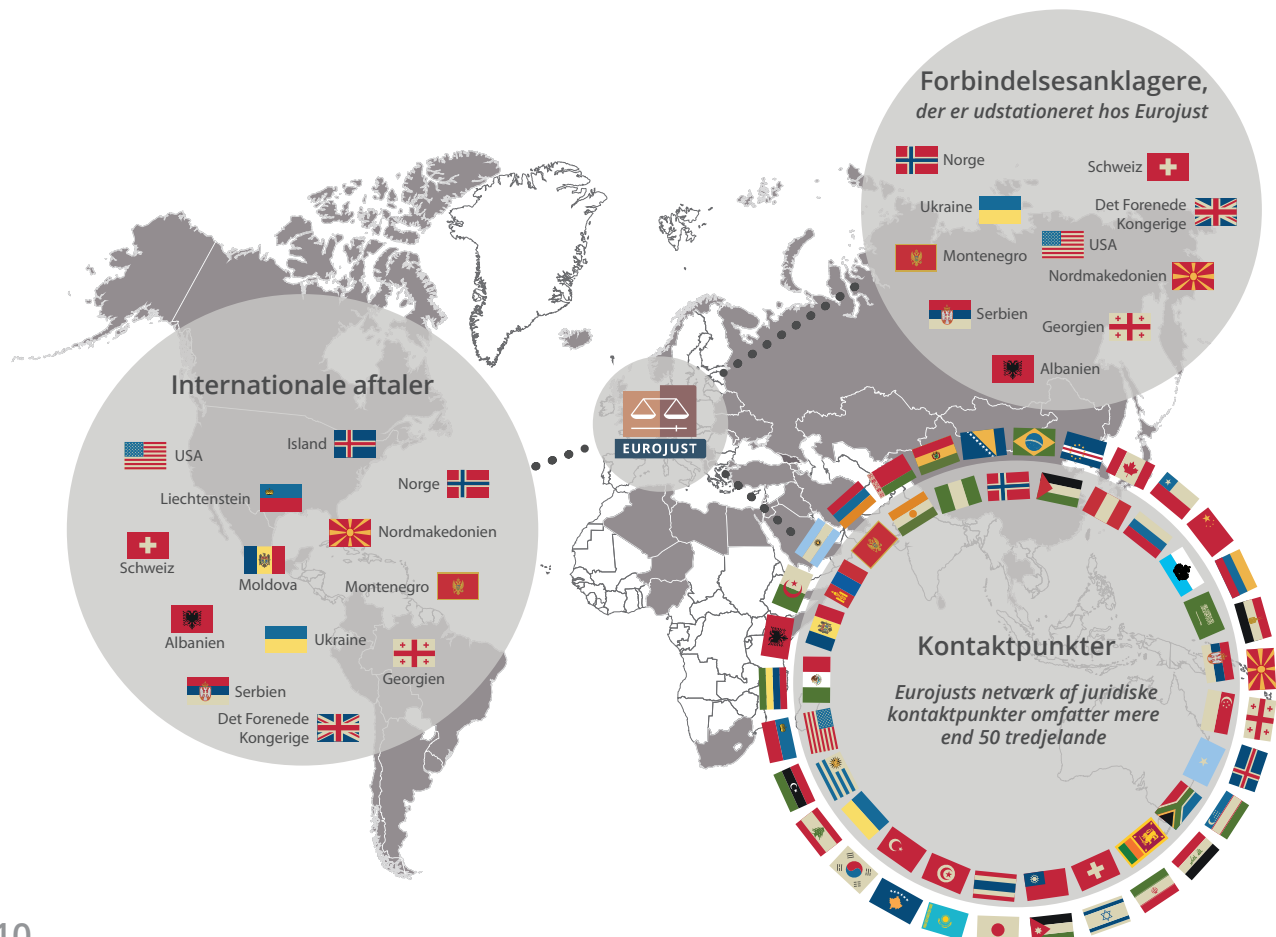 Forbindelsesanklagere,
der er udstationeret hos Eurojust
Norge
Schweiz
Ukraine
Det Forenede
Kongerige
USA
Montenegro
Nordmakedonien
Serbien
Georgien
Albanien
Internationale aftaler
Island
USA
Norge
Liechtenstein
Nordmakedonien
Schweiz
Moldova
Montenegro
Albanien
Ukraine
Georgien
Serbien
Det Forenede
Kongerige
EUROJUST
Kontaktpunkter
Eurojusts netværk af juridiske
kontaktpunkter omfatter mere
end 50 tredjelande
10